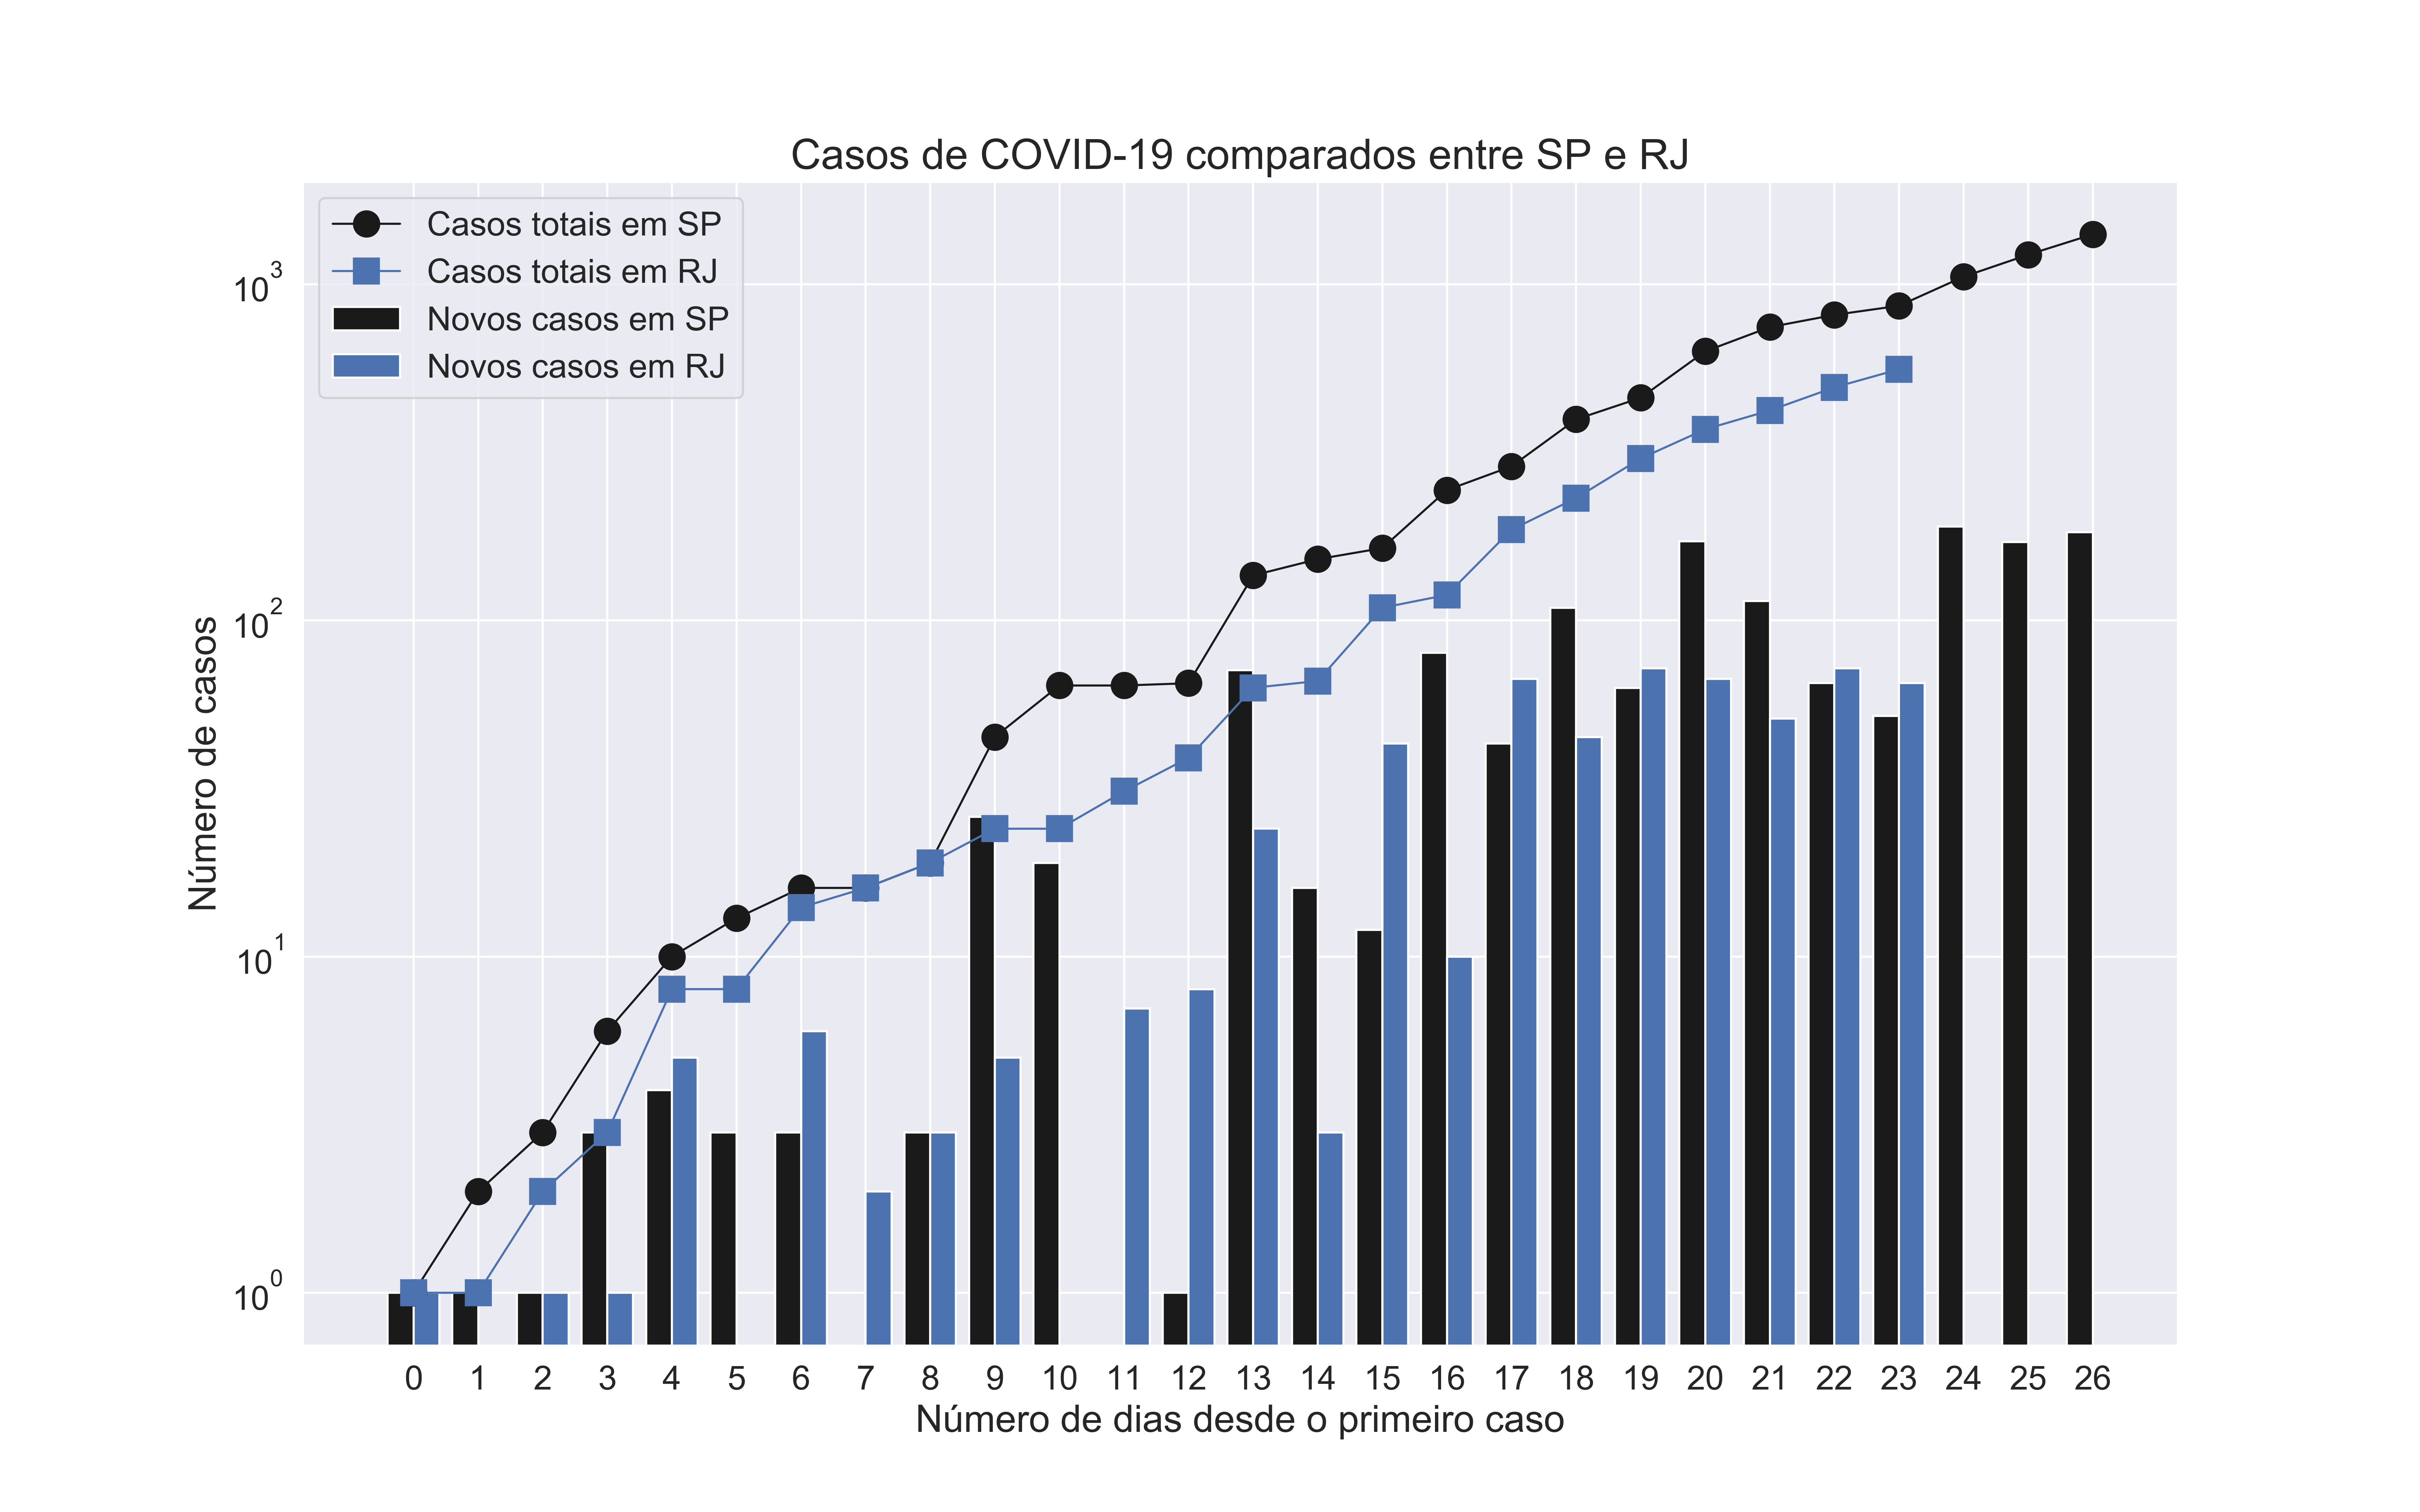 Casos de COVID-19 comparados entre SP e RJ
Casos totais em SP
Casos totais em RJ
Novos casos em SP
Novos casos em RJ
10³
10²
10¹
10⁰
Número de casos
0 1 2 3 4 5 6 7 8 9 10 11 12 13 14 15 16 17 18 19 20 21 22 23 24 25 26
Número de dias desde o primeiro caso